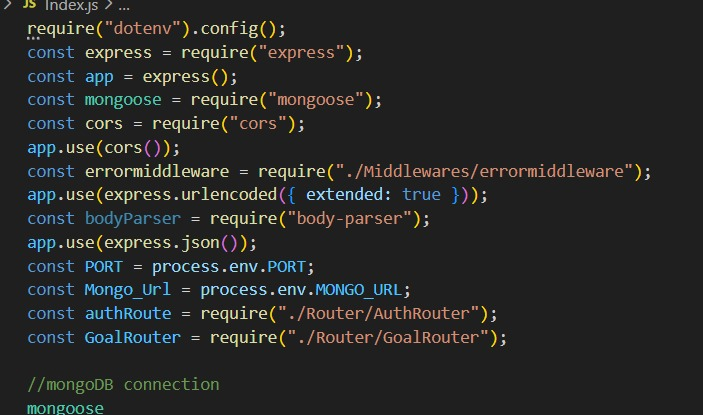 JS Index.js > ...
require("dotenv").config();
const express = require("express");
const app = express();
const mongoose = require("mongoose");
const cors = require("cors");
app.use(cors());
const errormiddleware = require("./Middlewares/errormiddleware");
app.use(express.urlencoded({ extended: true }));
const bodyParser = require("body-parser");
app.use(express.json());
const PORT = process.env.PORT;
const Mongo_Url = process.env.MONGO_URL;
const authRoute = require("./Router/AuthRouter");
const GoalRouter = require("./Router/GoalRouter");
//mongoDB connection
mongoose